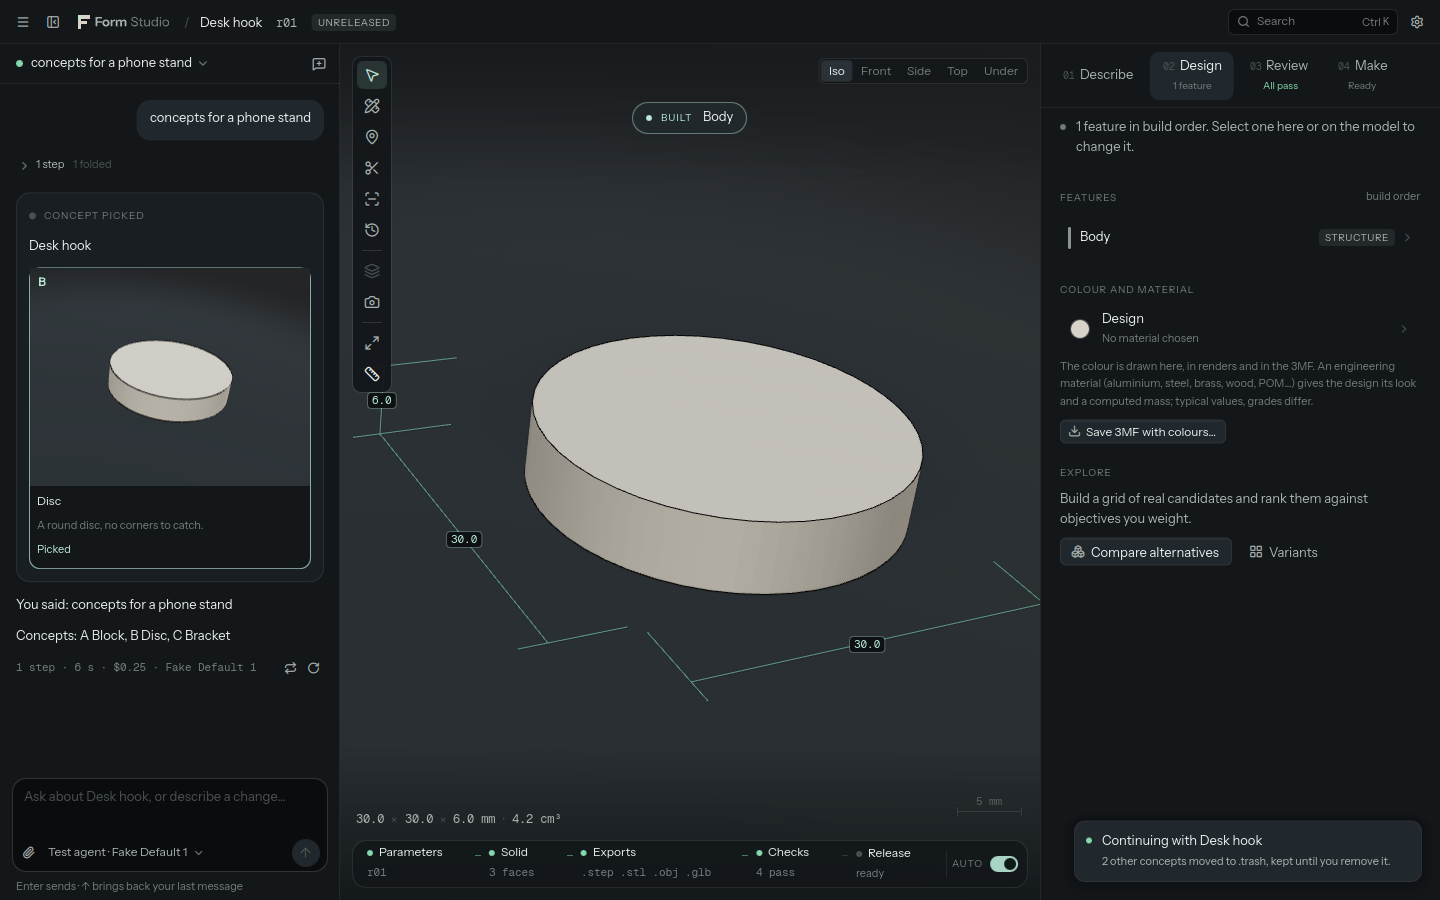 Form Studio / Desk hook r01 UNRELEASED
Search Ctrl K
concepts for a phone stand
concepts for a phone stand
1 step 1 folded
CONCEPT PICKED
Desk hook
B
Disc
A round disc, no corners to catch.
Picked
You said: concepts for a phone stand
Concepts: A Block, B Disc, C Bracket
1 step · 6 s · $0.25 · Fake Default 1
Ask about Desk hook, or describe a change...
Test agent · Fake Default 1
Enter sends · ↑ brings back your last message
Iso Front Side Top Under
BUILT Body
6.0
30.0
30.0
5 mm
30.0 × 30.0 × 6.0 mm · 4.2 cm³
Parameters
r01
Solid
3 faces
Exports
.step .stl .obj .glb
Checks
4 pass
Release
ready
AUTO
01 Describe
02 Design
1 feature
03 Review
All pass
04 Make
Ready
1 feature in build order. Select one here or on the model to
change it.
FEATURES build order
Body STRUCTURE
COLOUR AND MATERIAL
Design
No material chosen
The colour is drawn here, in renders and in the 3MF. An engineering
material (aluminium, steel, brass, wood, POM...) gives the design its look
and a computed mass; typical values, grades differ.
Save 3MF with colours...
EXPLORE
Build a grid of real candidates and rank them against
objectives you weight.
Compare alternatives Variants
Continuing with Desk hook
2 other concepts moved to .trash, kept until you remove it.